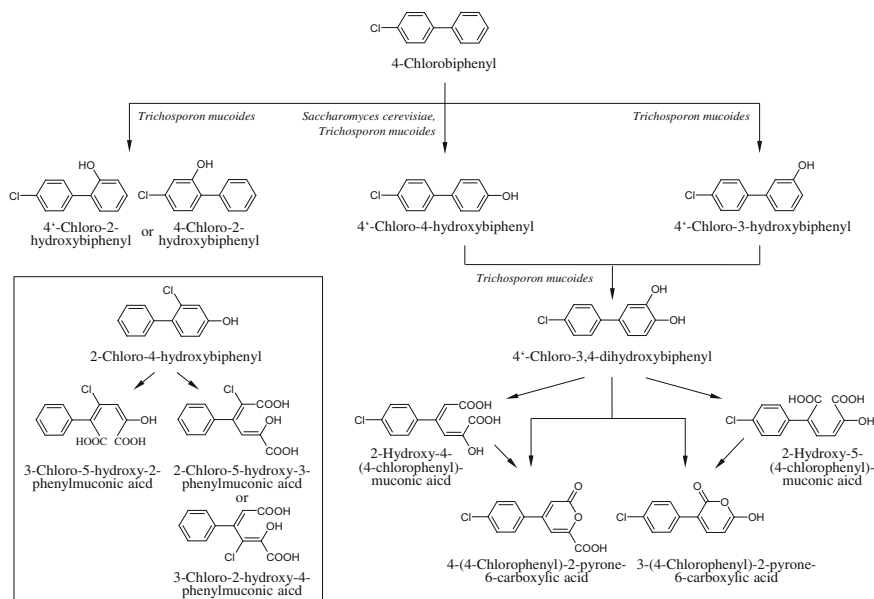 Cl
4-Chlorobiphenyl
Trichosporon mucoides
Saccharomyces cerevisiae,
Trichosporon mucoides
Trichosporon mucoides
HO
Cl
OH
Cl
Cl
OH
OH
Cl
4‘-Chloro-2-
hydroxybiphenyl
or
4-Chloro-2-
hydroxybiphenyl
4‘-Chloro-4-hydroxybiphenyl
4‘-Chloro-3-hydroxybiphenyl
Trichosporon mucoides
Cl
OH
OH
4‘-Chloro-3,4-dihydroxybiphenyl
Cl
OH
2-Chloro-4-hydroxybiphenyl
Cl
OH
HOOC
COOH
3-Chloro-5-hydroxy-2-
phenylmuconic aicd
Cl
COOH
OH
COOH
2-Chloro-5-hydroxy-3-
phenylmuconic aicd
or
COOH
OH
Cl
COOH
3-Chloro-2-hydroxy-4-
phenylmuconic aicd
Cl
COOH
COOH
OH
2-Hydroxy-4-
(4-chlorophenyl)-
muconic aicd
HOOC
COOH
Cl
OH
2-Hydroxy-5-
(4-chlorophenyl)-
muconic aicd
Cl
O
O
COOH
4-(4-Chlorophenyl)-2-pyrone-
6-carboxylic acid
Cl
O
O
OH
3-(4-Chlorophenyl)-2-pyrone-
6-carboxylic acid